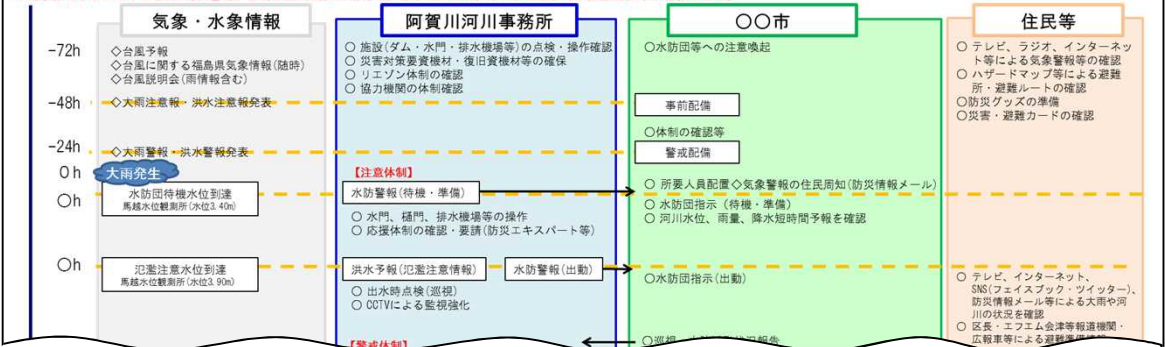 気象・水象情報
阿賀川河川事務所
〇〇市
住民等
-72h
◇台風予報
◇台風に関する福島県気象情報(随時)
◇台風説明会(雨情報含む)
○ 施設(ダム・水門・排水機場等)の点検・操作確認
○ 災害対策要資機材・復旧資機材等の確保
○ リエゾン体制の確認
○ 協力機関の体制確認
○水防団等への注意喚起
○ テレビ、ラジオ、インターネッ
ト等による気象警報等の確認
○ ハザードマップ等による避難
所・避難ルートの確認
○防災グッズの準備
○災害・避難カードの確認
-48h
◇大雨注意報・洪水注意報発表
事前配備
○体制の確認等
-24h
◇大雨警報・洪水警報発表
警戒配備
0h
大雨発生
【注意体制】
〇h
水防団待機水位到達
馬越水位観測所(水位3.40m)
水防警報(待機・準備)
○ 所要人員配置◇気象警報の住民周知(防災情報メール)
○ 水防団指示（待機・準備）
○ 河川水位、雨量、降水短時間予報を確認
○ 水門、樋門、排水機場等の操作
○ 応援体制の確認・要請(防災エキスパート等)
〇h
氾濫注意水位到達
馬越水位観測所(水位3.90m)
洪水予報(氾濫注意情報)
水防警報(出動)
○水防団指示(出動)
○ 出水時点検(巡視)
○ CCTVによる監視強化
○ テレビ、インターネット、
SNS(フェイスブック・ツイッター)、
防災情報メール等による大雨や河
川の状況を確認
○ 区長・エフエム会津等報道機関・
広報車等による避難準備情報
【警戒体制】